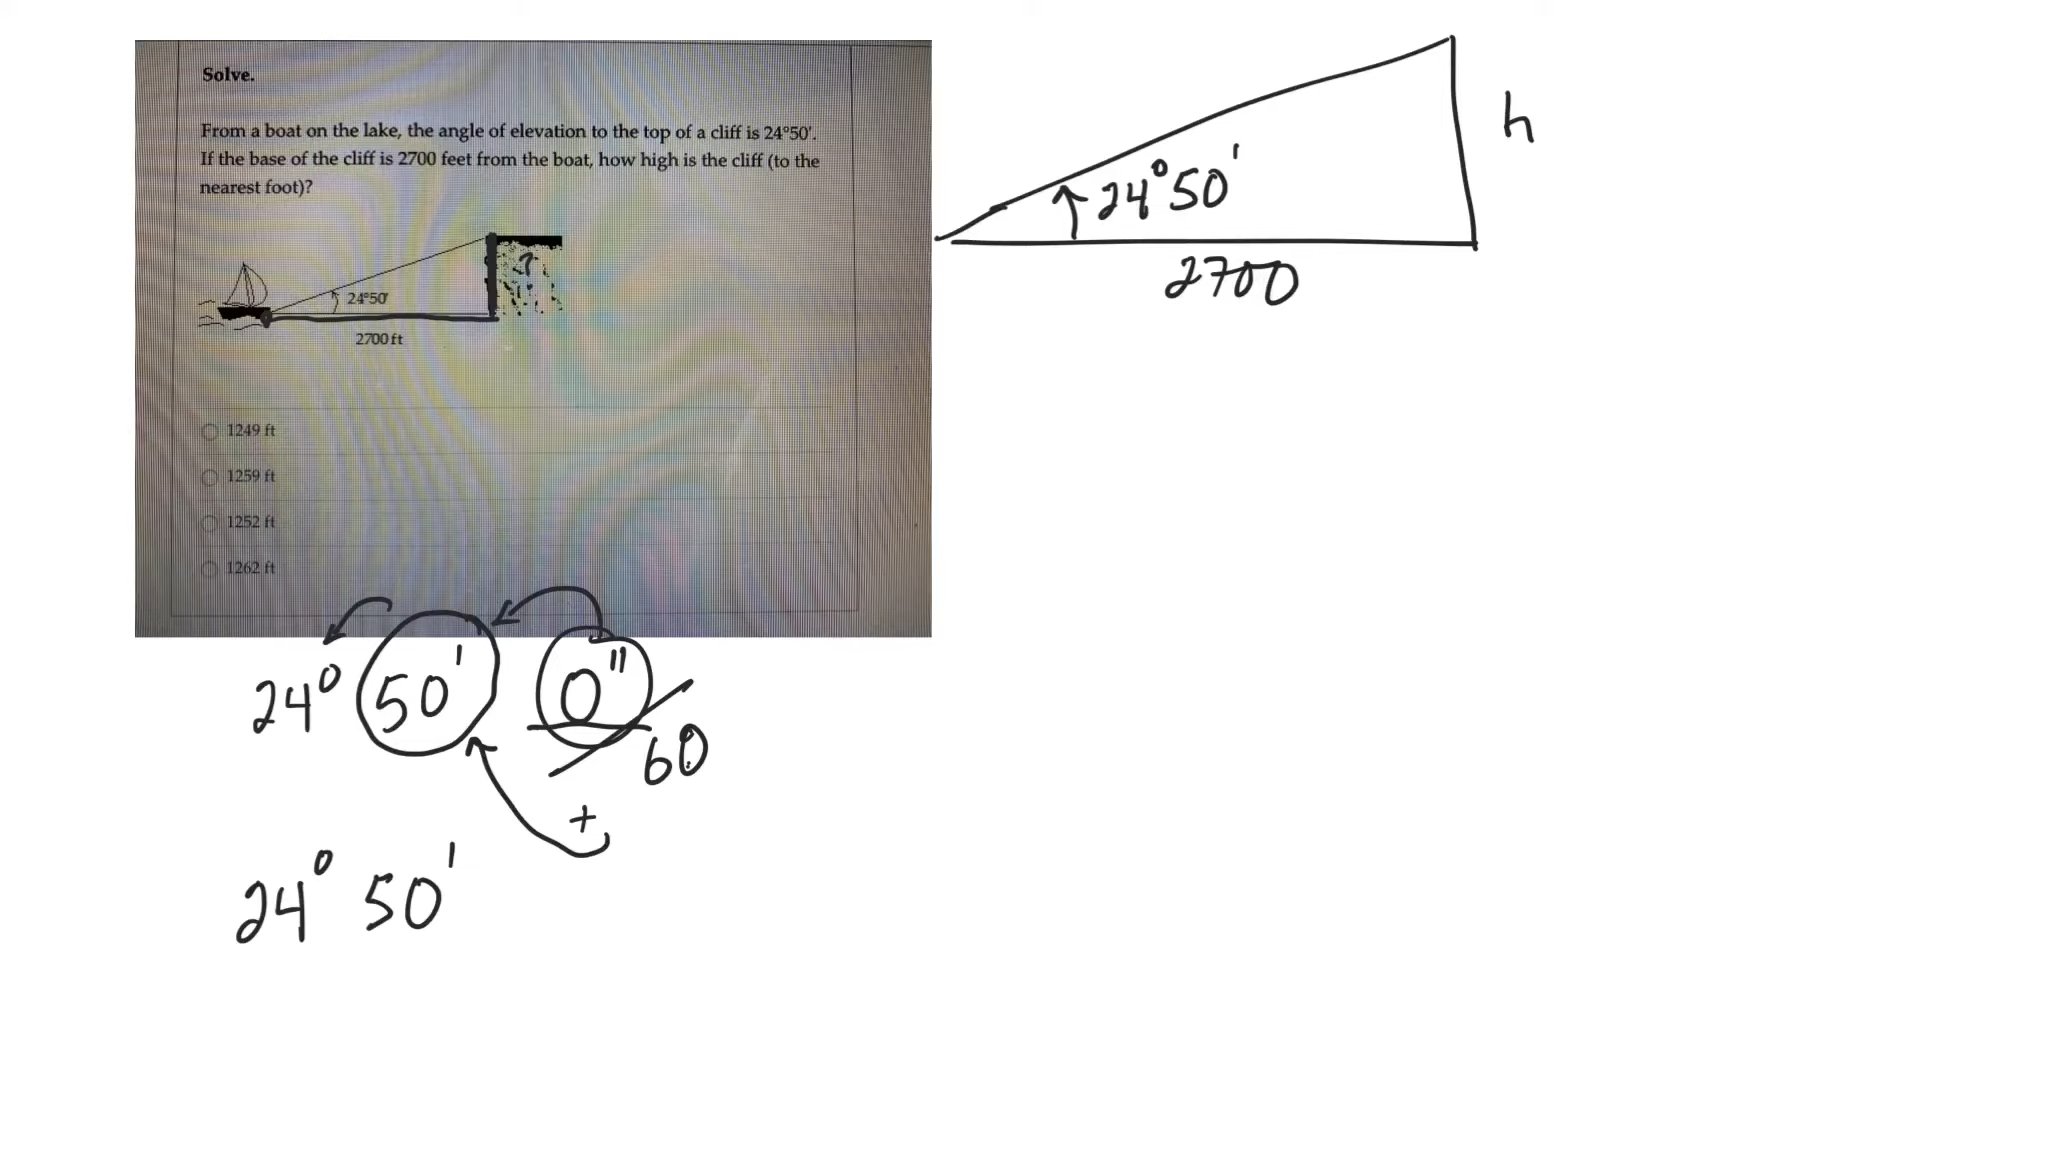 Solve.
From a boat on the lake, the angle of elevation to the top of a cliff is 24°50'.
If the base of the cliff is 2700 feet from the boat, how high is the cliff (to the
nearest foot)?
?
24°50'
2700 ft
1249 ft
1259 ft
1252 ft
1262 ft
h
24°50'
2700
24° 50' 0"
60
+
24° 50'